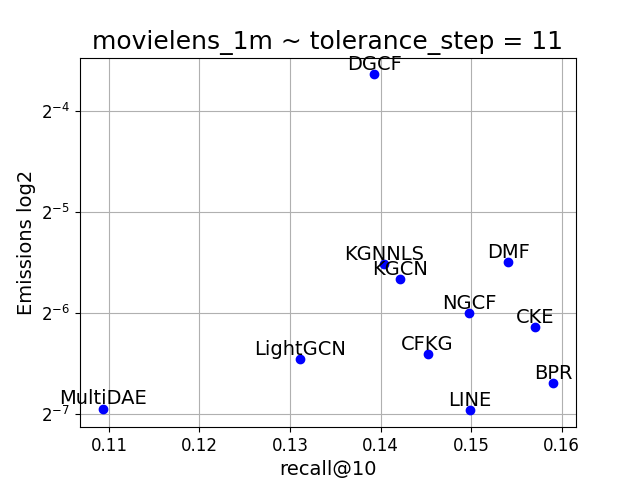 movielens_1m ~ tolerance_step = 11
DGCF
2⁻⁴
2⁻⁵
KGNNLS
DMF
KGCN
2⁻⁶
NGCF
CKE
LightGCN
CFKG
BPR
MultiDAE
LINE
2⁻⁷
Emissions log2
0.11 0.12 0.13 0.14 0.15 0.16
recall@10